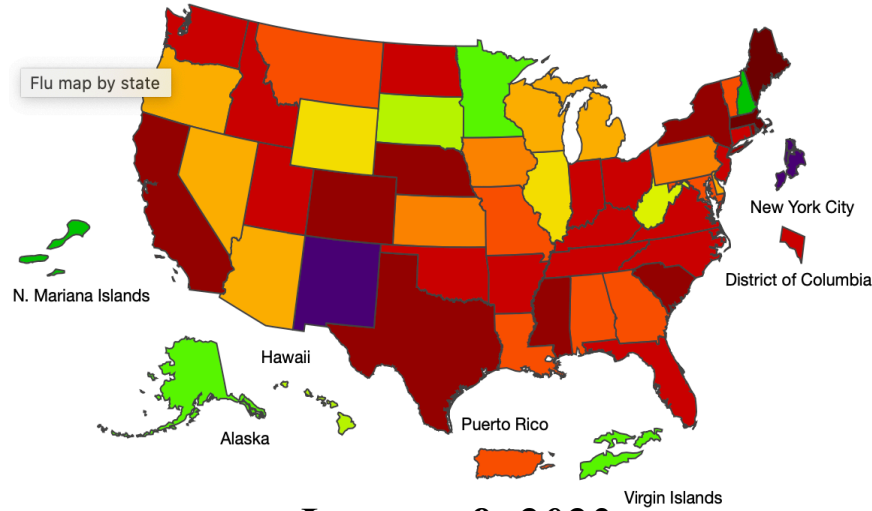 Flu map by state
New York City
District of Columbia
N. Mariana Islands
Hawaii
Alaska
Puerto Rico
Virgin Islands